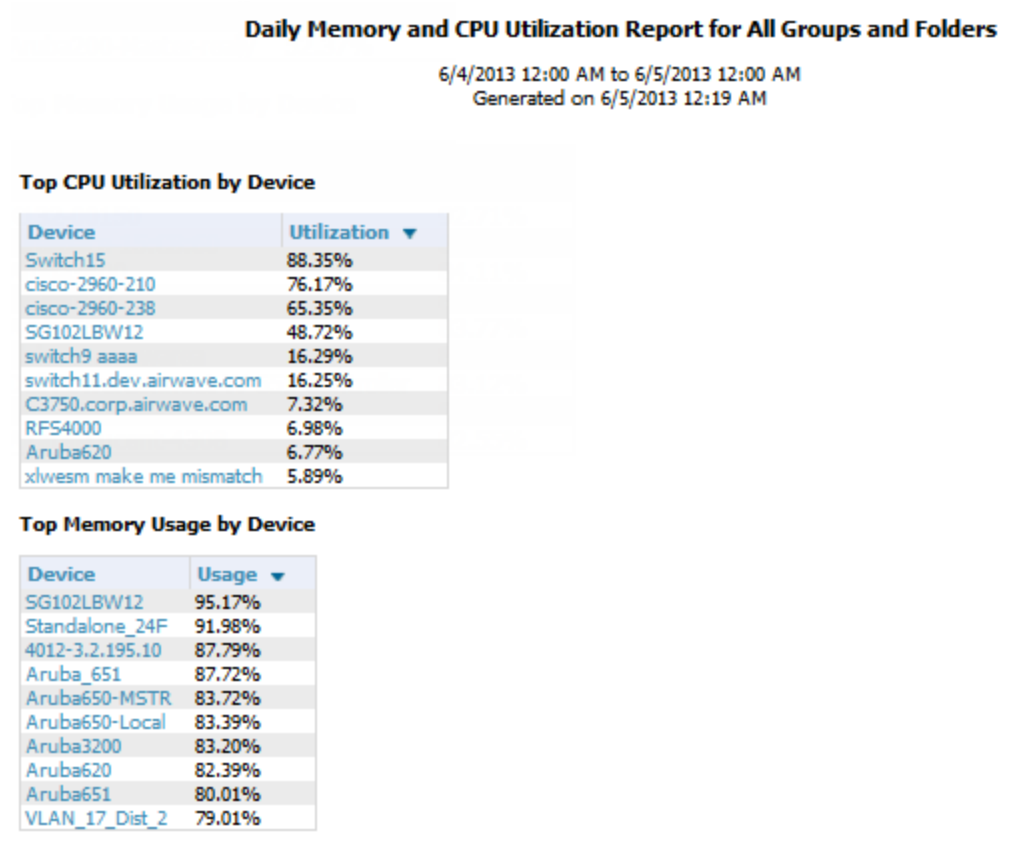 Daily Memory and CPU Utilization Report for All Groups and Folders
6/4/2013 12:00 AM to 6/5/2013 12:00 AM
Generated on 6/5/2013 12:19 AM
Top CPU Utilization by Device
Device Utilization ▼
Switch15 88.35%
cisco-2960-210 76.17%
cisco-2960-238 65.35%
SG102LBW12 48.72%
switch9 aaaa 16.29%
switch11.dev.airwave.com 16.25%
C3750.corp.airwave.com 7.32%
RFS4000 6.98%
Aruba620 6.77%
xlwesm make me mismatch 5.89%
Top Memory Usage by Device
Device Usage ▼
SG102LBW12 95.17%
Standalone_24F 91.98%
4012-3.2.195.10 87.79%
Aruba_651 87.72%
Aruba650-MSTR 83.72%
Aruba650-Local 83.39%
Aruba3200 83.20%
Aruba620 82.39%
Aruba651 80.01%
VLAN_17_Dist_2 79.01%